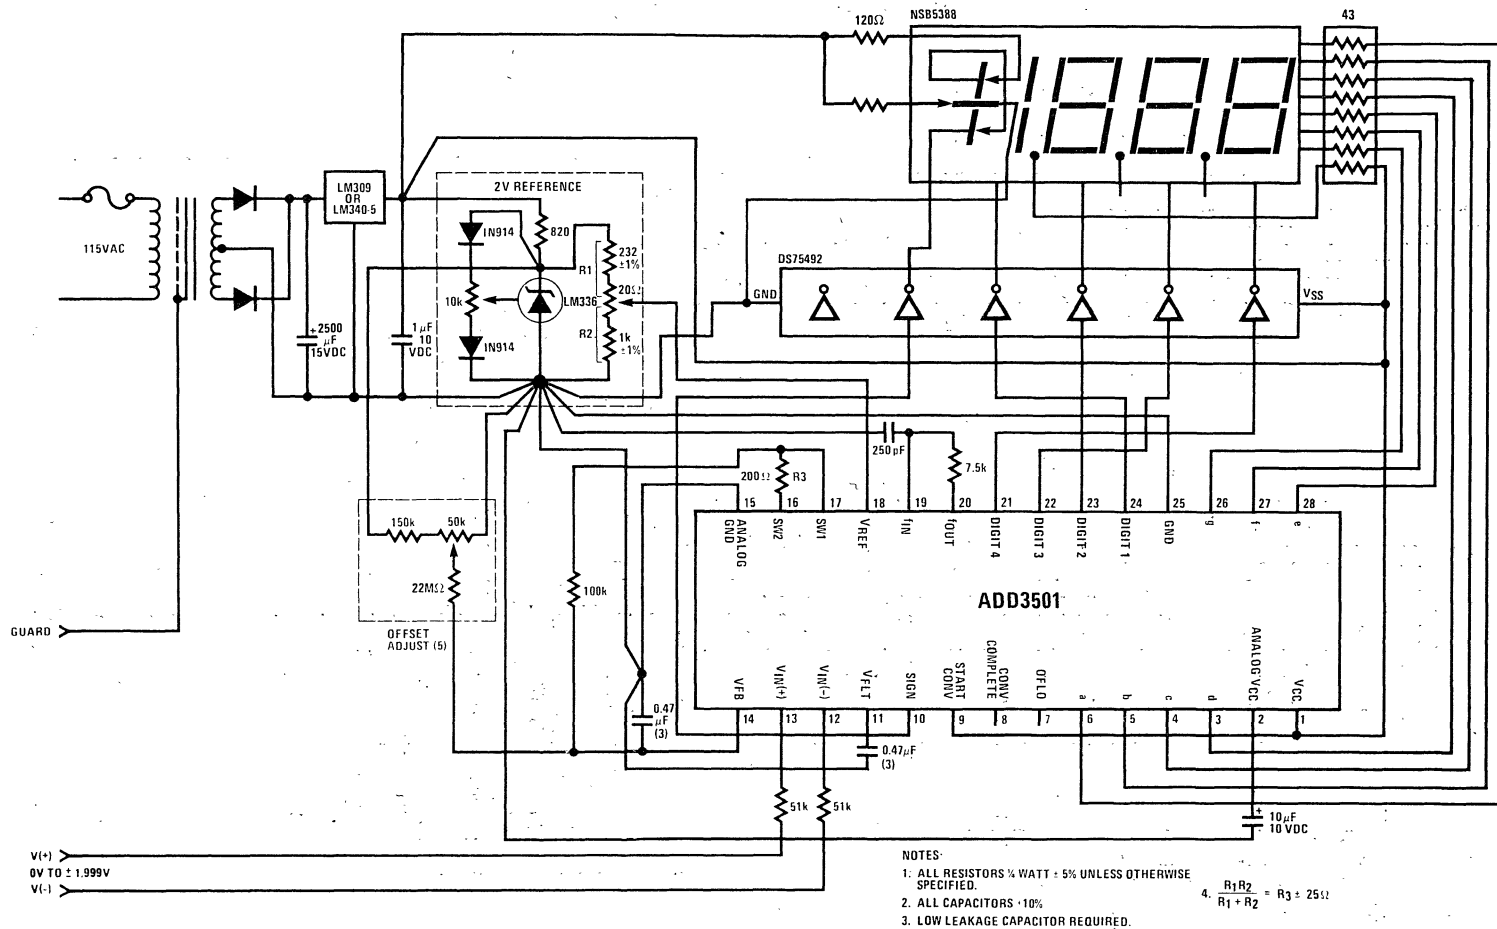 120Ω
NSB5388
43
LM309
OR
LM340-5
2V REFERENCE
115VAC
IN914
820
232
±1%
R1
DS75492
GND
VSS
10k
LM336
20Ω
+ 2500
μF
15VDC
1 μF
10
VDC
IN914
R2
1k
±1%
250 pF
7.5k
200Ω
R3
15 16 17 18 19 20 21 22 23 24 25 26 27 28
ANALOG
GND
SW2
SW1
VREF
fIN
fOUT
DIGIT 4
DIGIT 3
DIGIT 2
DIGIT 1
GND
g
f
e
150k
50k
22MΩ
100k
ADD3501
GUARD
OFFSET
ADJUST (5)
VFB
VIN(+)
VIN(-)
VFLT
SIGN
START
CONV
CONV
COMPLETE
OFLO
a
b
c
d
ANALOG VCC
VCC
0.47
μF
(3)
14 13 12 11 10 9 8 7 6 5 4 3 2 1
0.47μF
(3)
51k
51k
+
10μF
10 VDC
V(+)
0V TO ± 1.999V
V(-)
NOTES:
1. ALL RESISTORS ¼ WATT ± 5% UNLESS OTHERWISE
SPECIFIED.
2. ALL CAPACITORS ·10%
3. LOW LEAKAGE CAPACITOR REQUIRED.
4. R1R2 / R1 + R2 = R3 ± 25Ω